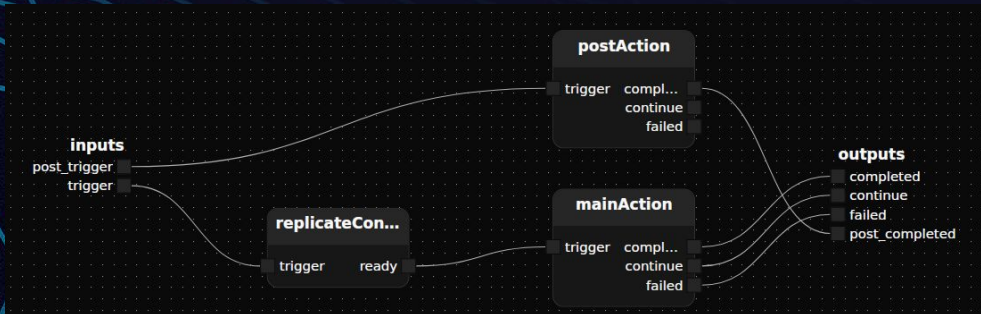 postAction
trigger compl...
continue
failed
inputs
post_trigger
trigger
replicateCon...
trigger ready
mainAction
trigger compl...
continue
failed
outputs
completed
continue
failed
post_completed